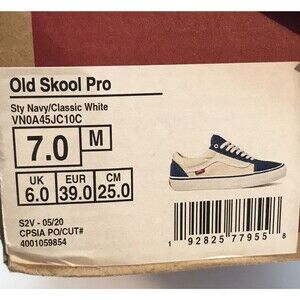 Old Skool Pro
Sty Navy/Classic White
VN0A45JC10C
7.0 M
UK EUR CM
6.0 39.0 25.0
S2V - 05/20
CPSIA PO/CUT#
4001059854
1 92825 77955 8